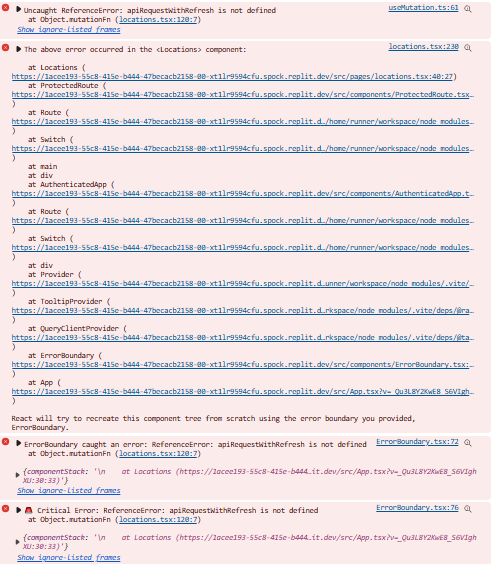 Uncaught ReferenceError: apiRequestWithRefresh is not defined useMutation.ts:61
at Object.mutationFn (locations.tsx:120:7)
Show ignore-listed frames
The above error occurred in the <Locations> component: locations.tsx:230
at Locations (
https://1acee193-55c8-415e-b444-47becacb2158-00-xt1lr9594cfu.spock.replit.dev/src/pages/locations.tsx:40:27)
at ProtectedRoute (
https://1acee193-55c8-415e-b444-47becacb2158-00-xt1lr9594cfu.spock.replit.dev/src/components/ProtectedRoute.tsx…
)
at Route (
https://1acee193-55c8-415e-b444-47becacb2158-00-xt1lr9594cfu.spock.replit.d…/home/runner/workspace/node_modules…
)
at Switch (
https://1acee193-55c8-415e-b444-47becacb2158-00-xt1lr9594cfu.spock.replit.d…/home/runner/workspace/node_modules…
)
at main
at div
at AuthenticatedApp (
https://1acee193-55c8-415e-b444-47becacb2158-00-xt1lr9594cfu.spock.replit.dev/src/components/AuthenticatedApp.t…
)
at Route (
https://1acee193-55c8-415e-b444-47becacb2158-00-xt1lr9594cfu.spock.replit.d…/home/runner/workspace/node_modules…
)
at Switch (
https://1acee193-55c8-415e-b444-47becacb2158-00-xt1lr9594cfu.spock.replit.d…/home/runner/workspace/node_modules…
)
at div
at Provider (
https://1acee193-55c8-415e-b444-47becacb2158-00-xt1lr9594cfu.spock.replit.d…unner/workspace/node_modules/.vite/…
)
at TooltipProvider (
https://1acee193-55c8-415e-b444-47becacb2158-00-xt1lr9594cfu.spock.replit.d…rkspace/node_modules/.vite/deps/@ra…
)
at QueryClientProvider (
https://1acee193-55c8-415e-b444-47becacb2158-00-xt1lr9594cfu.spock.replit.d…rkspace/node_modules/.vite/deps/@ta…
)
at ErrorBoundary (
https://1acee193-55c8-415e-b444-47becacb2158-00-xt1lr9594cfu.spock.replit.dev/src/components/ErrorBoundary.tsx:…
)
at App (
https://1acee193-55c8-415e-b444-47becacb2158-00-xt1lr9594cfu.spock.replit.dev/src/App.tsx?v=_Qu3L8Y2KwE8_S6VIgh…
)
React will try to recreate this component tree from scratch using the error boundary you provided,
ErrorBoundary.
ErrorBoundary caught an error: ReferenceError: apiRequestWithRefresh is not defined ErrorBoundary.tsx:72
at Object.mutationFn (locations.tsx:120:7)
{componentStack: '\n    at Locations (https://1acee193-55c8-415e-b444…it.dev/src/App.tsx?v=_Qu3L8Y2KwE8_S6VIgh
XU:30:33)'}
Show ignore-listed frames
🚨 Critical Error: ReferenceError: apiRequestWithRefresh is not defined ErrorBoundary.tsx:76
at Object.mutationFn (locations.tsx:120:7)
{componentStack: '\n    at Locations (https://1acee193-55c8-415e-b444…it.dev/src/App.tsx?v=_Qu3L8Y2KwE8_S6VIgh
XU:30:33)'}
Show ignore-listed frames